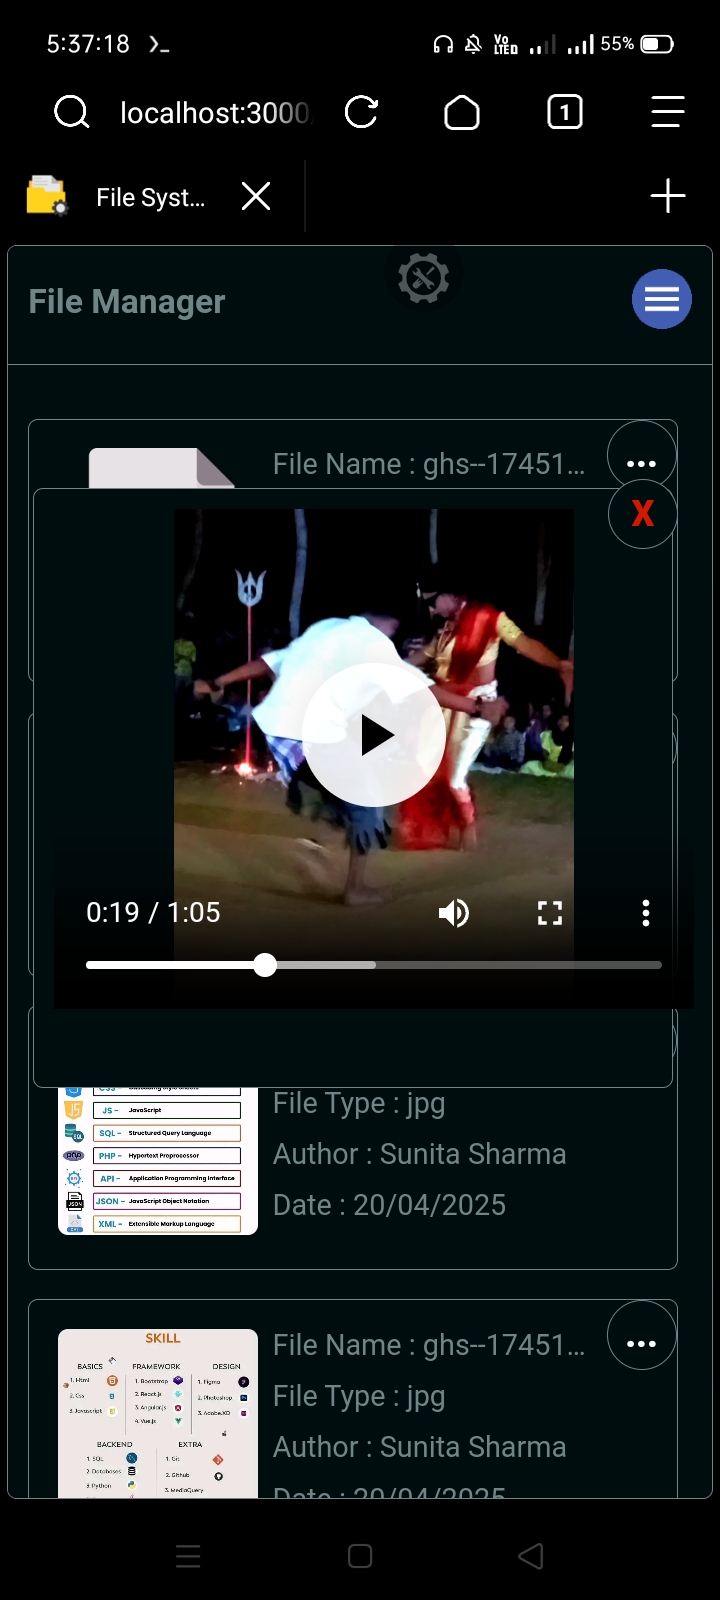 5:37:18
Vo
LTED
55%
localhost:3000
1
File Syst...
File Manager
File Name : ghs--17451...
X
0:19 / 1:05
JS - JavaScript
SQL - Structured Query Language
PHP - Hypertext Preprocessor
API - Application Programming Interface
JSON JSON - JavaScript Object Notation
XML - Extensible Markup Language
File Type : jpg
Author : Sunita Sharma
Date : 20/04/2025
SKILL
BASICS
1. Html
2. Css
3. Javascript
FRAMEWORK
1. Bootstrap
2. React.js
3. Angular.js
4. Vue.js
DESIGN
1. Figma
2. Photoshop
3. Adobe.XD
BACKEND
1. SQL
2. Databases
3. Python
EXTRA
1. Git
2. Github
3. MediaQuery
File Name : ghs--17451...
File Type : jpg
Author : Sunita Sharma
Date : 20/04/2025